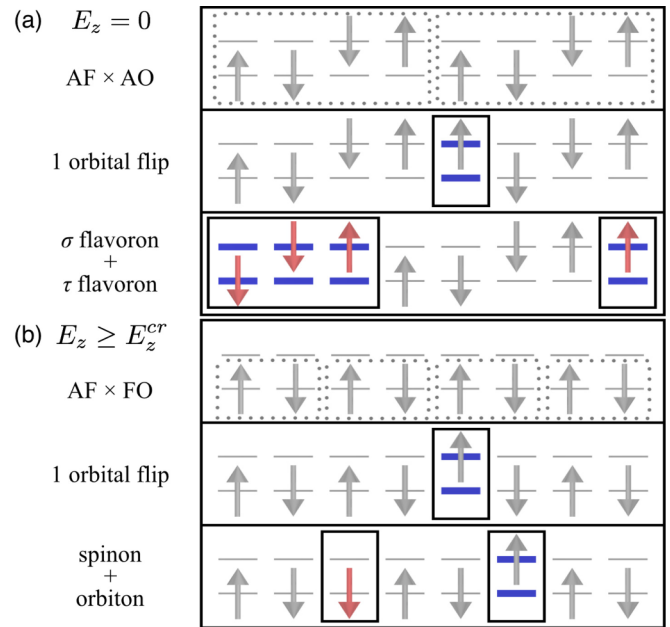 (a) E_z = 0
AF × AO
1 orbital flip
σ flavoron
+
τ flavoron
(b) E_z ≥ E_z^{cr}
AF × FO
1 orbital flip
spinon
+
orbiton